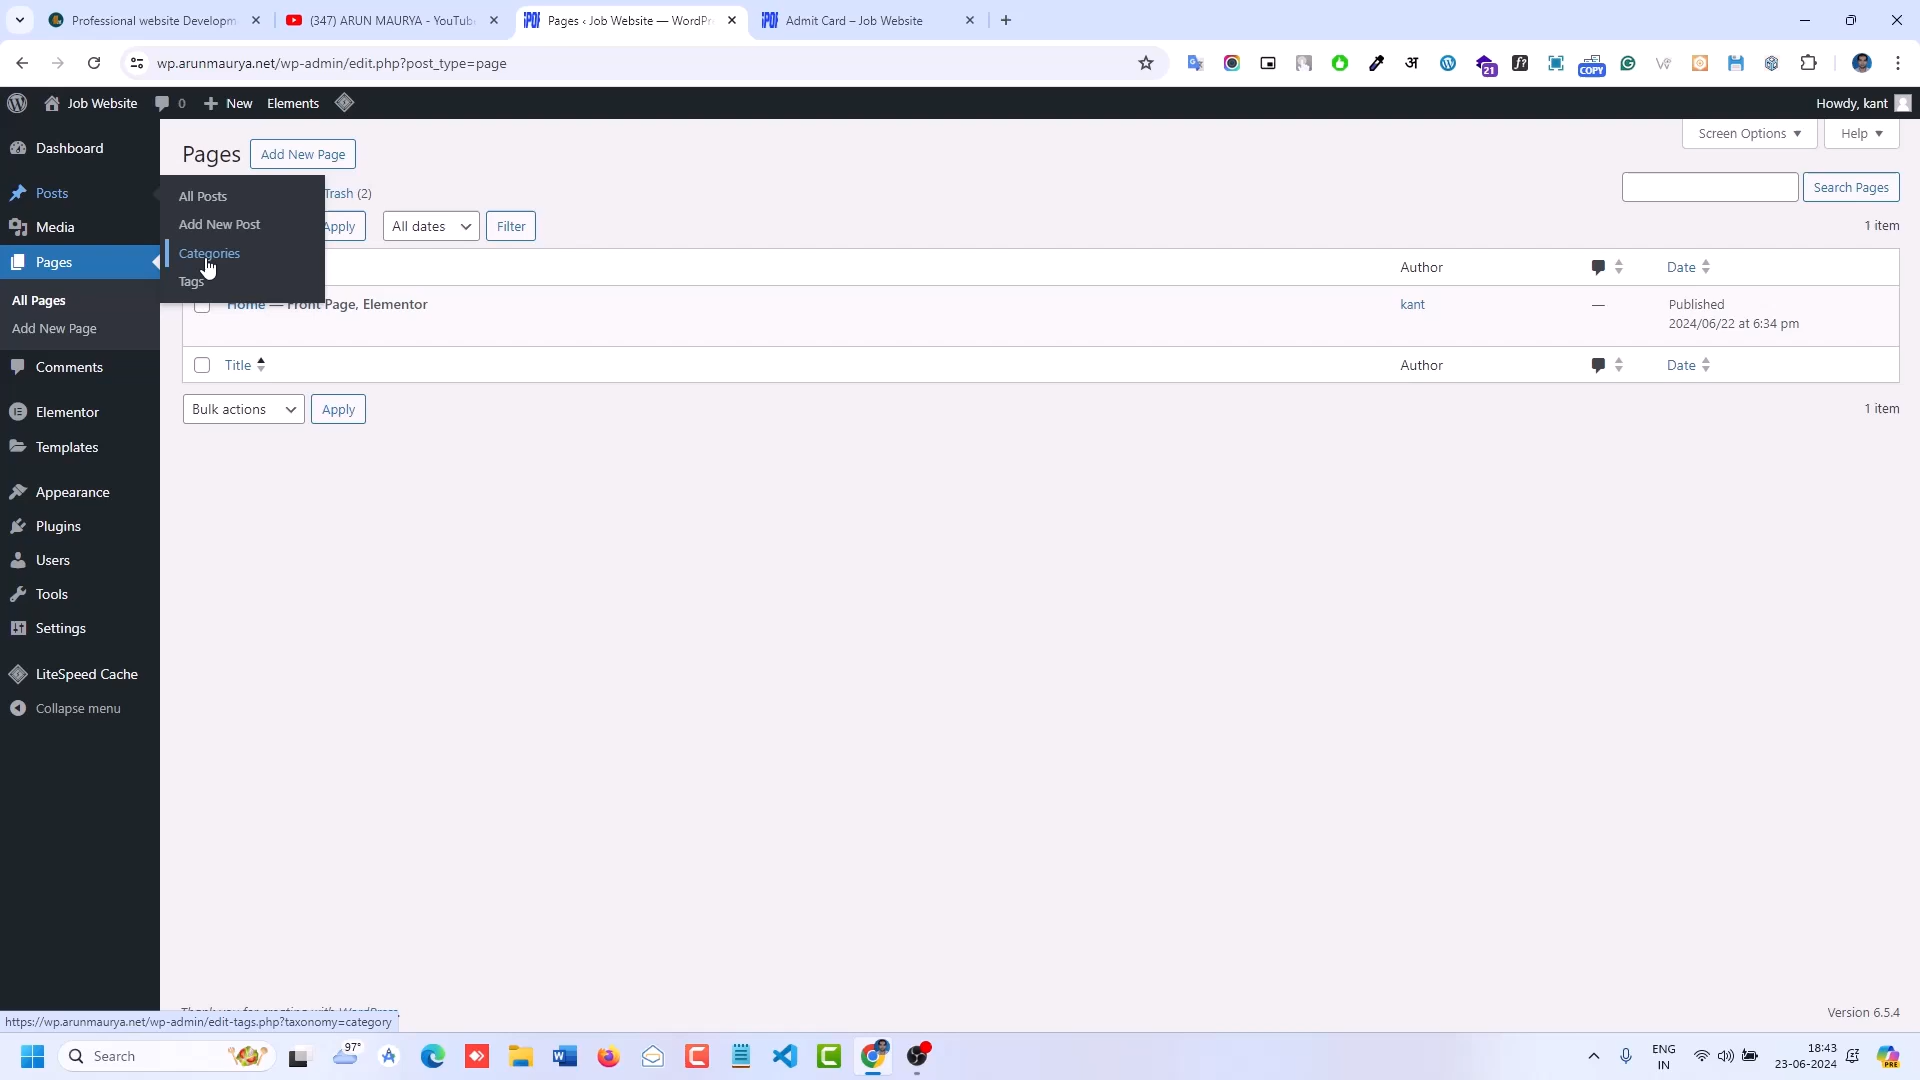 Professional website Developm
(347) ARUN MAURYA - YouTub
Pages ‹ Job Website — WordPr
Admit Card – Job Website
wp.arunmaurya.net/wp-admin/edit.php?post_type=page
21
f?
COPY
अ
Job Website
0
New
Elements
Howdy, kant
Dashboard
Posts
Media
Pages
All Pages
Add New Page
Comments
Elementor
Templates
Appearance
Plugins
Users
Tools
Settings
LiteSpeed Cache
Collapse menu
All Posts
Add New Post
Categories
Tags
Pages
Add New Page
Screen Options
Help
Trash (2)
Search Pages
Apply
All dates
Filter
1 item
Author
Date
Home — Front Page, Elementor
kant
—
Published
2024/06/22 at 6:34 pm
Title
Author
Date
Bulk actions
Apply
1 item
Version 6.5.4
https://wp.arunmaurya.net/wp-admin/edit-tags.php?taxonomy=category
Search
97°
ENG
IN
18:43
23-06-2024
PRE